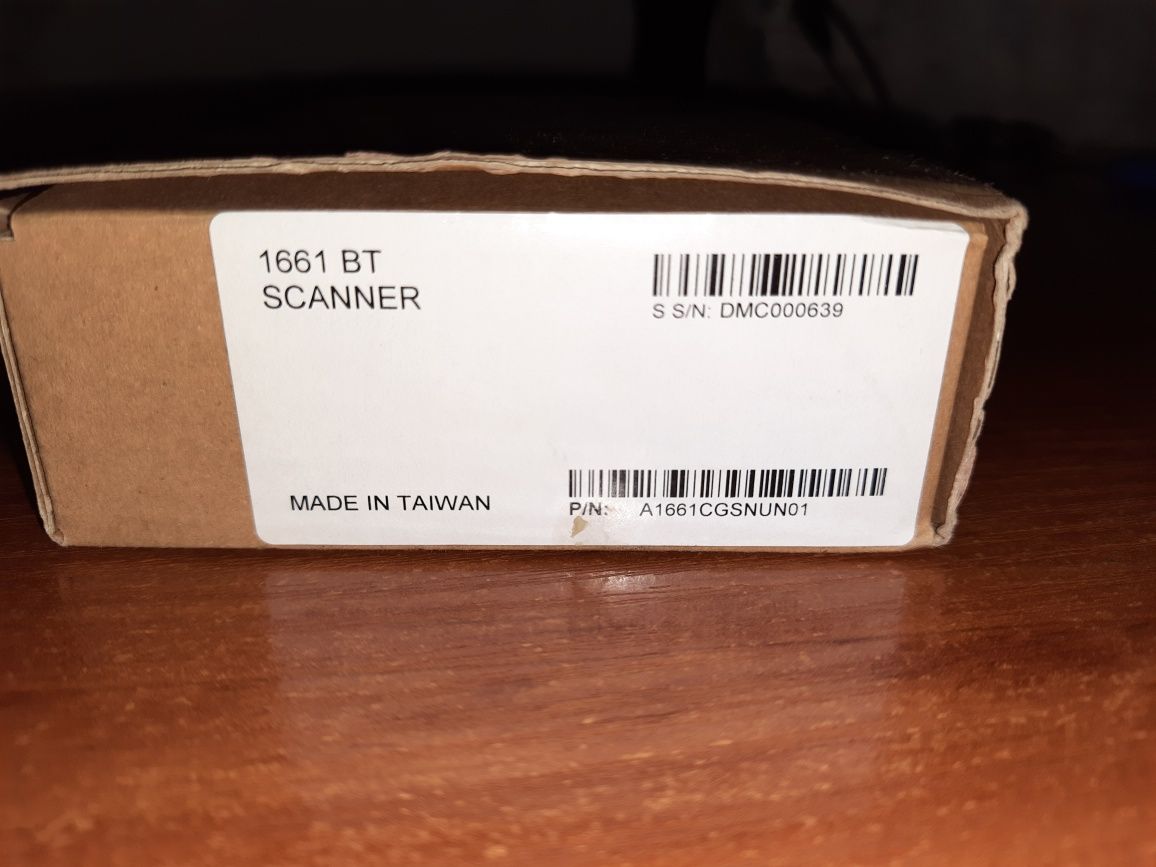 1661 BT
SCANNER
S S/N: DMC000639
MADE IN TAIWAN
P/N: A1661CGSNUN01